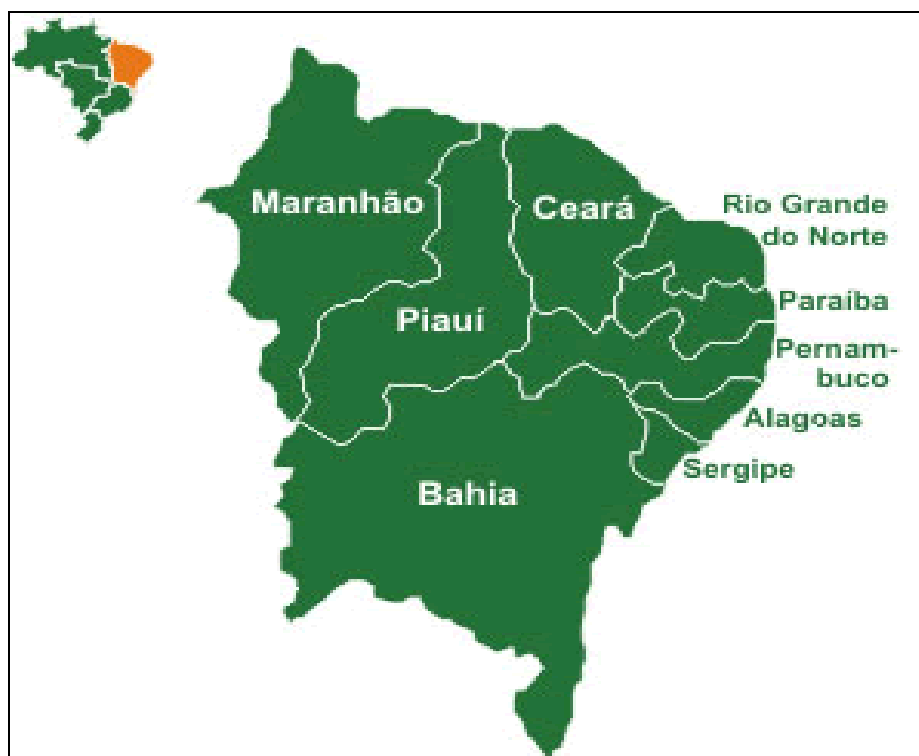 Maranhão
Ceará
Rio Grande
do Norte
Piauí
Paraíba
Pernam-
buco
Alagoas
Sergipe
Bahia